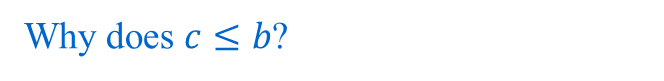 Why does c ≤ b?